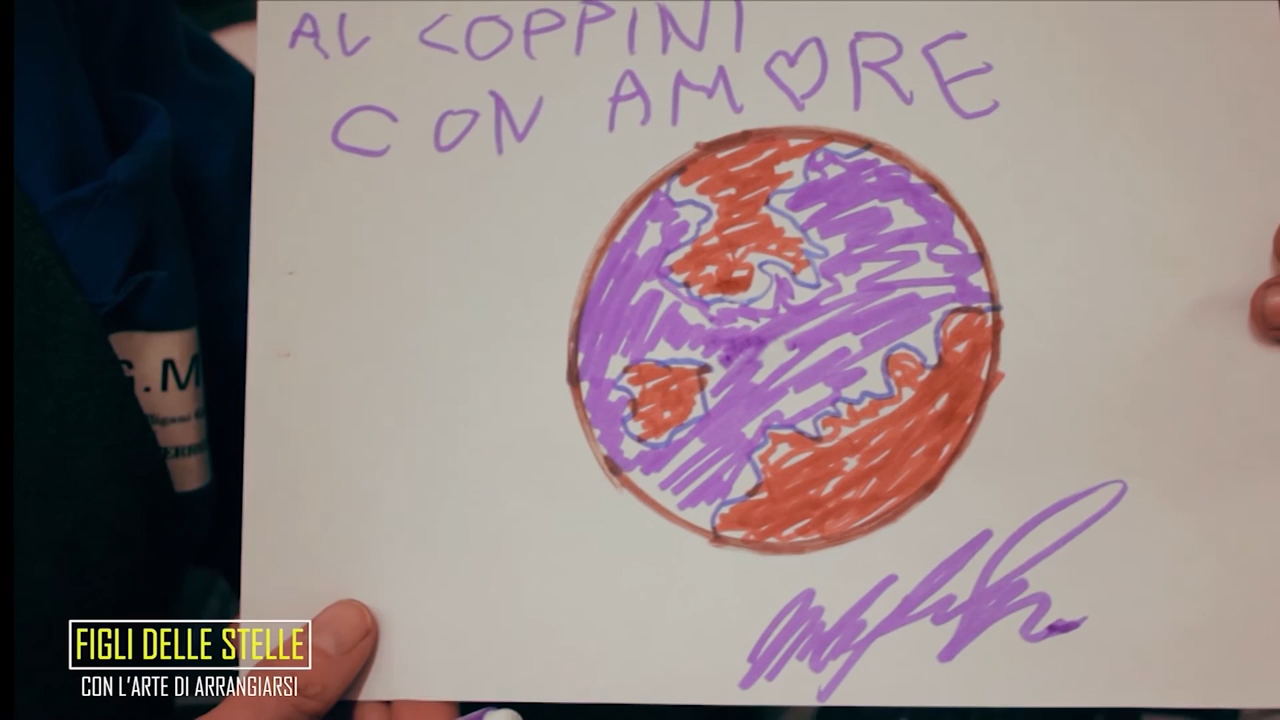 AL COPPINI
CON AMORE
G.M
FIGLI DELLE STELLE
CON L'ARTE DI ARRANGIARSI